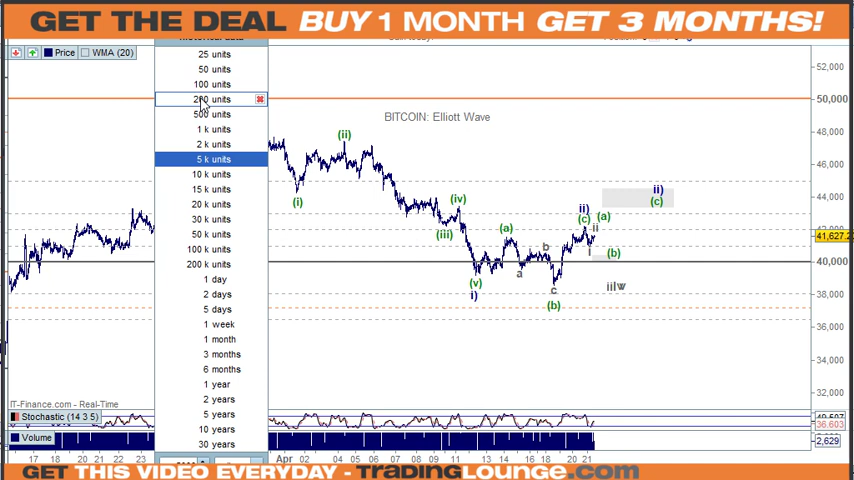 GET THE DEAL BUY 1 MONTH GET 3 MONTHS!
Price WMA (20)
25 units
50 units
100 units
200 units
500 units
1 k units
2 k units
5 k units
10 k units
15 k units
20 k units
30 k units
50 k units
100 k units
200 k units
1 day
2 days
5 days
1 week
1 month
3 months
6 months
1 year
2 years
5 years
10 years
30 years
BITCOIN: Elliott Wave
(i)
(ii)
(iii)
(iv)
(v)
i)
(a)
a
b
c
(b)
ii)
(c)
(a)
ii
i
(b)
ii)
(c)
52,000
50,000
48,000
46,000
44,000
41,627.2
40,000
38,000
36,000
34,000
32,000
IT-Finance.com - Real-Time
Stochastic (14 3 5)
36.603
Volume
2,629
17 18 20 21 22 23 Apr 02 04 05 06 07 08 10 11 12 13 14 15 17 18 19 20 21
GET THIS VIDEO EVERYDAY - TRADINGLOUNGE.com